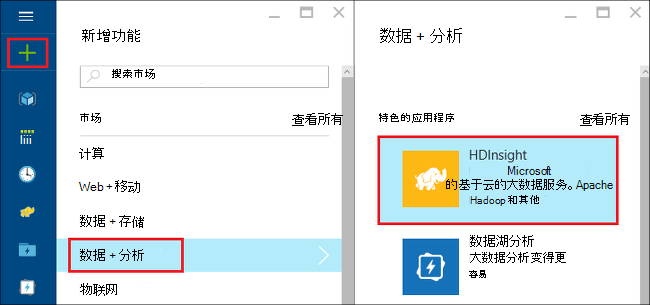 新增功能
搜索市场
市场
查看所有
计算
Web + 移动
数据 + 存储
数据 + 分析
物联网
数据 + 分析
特色的应用程序
查看所有
HDInsight
Microsoft
的基于云的大数据服务。Apache
Hadoop 和其他
数据湖分析
大数据分析变得更
容易